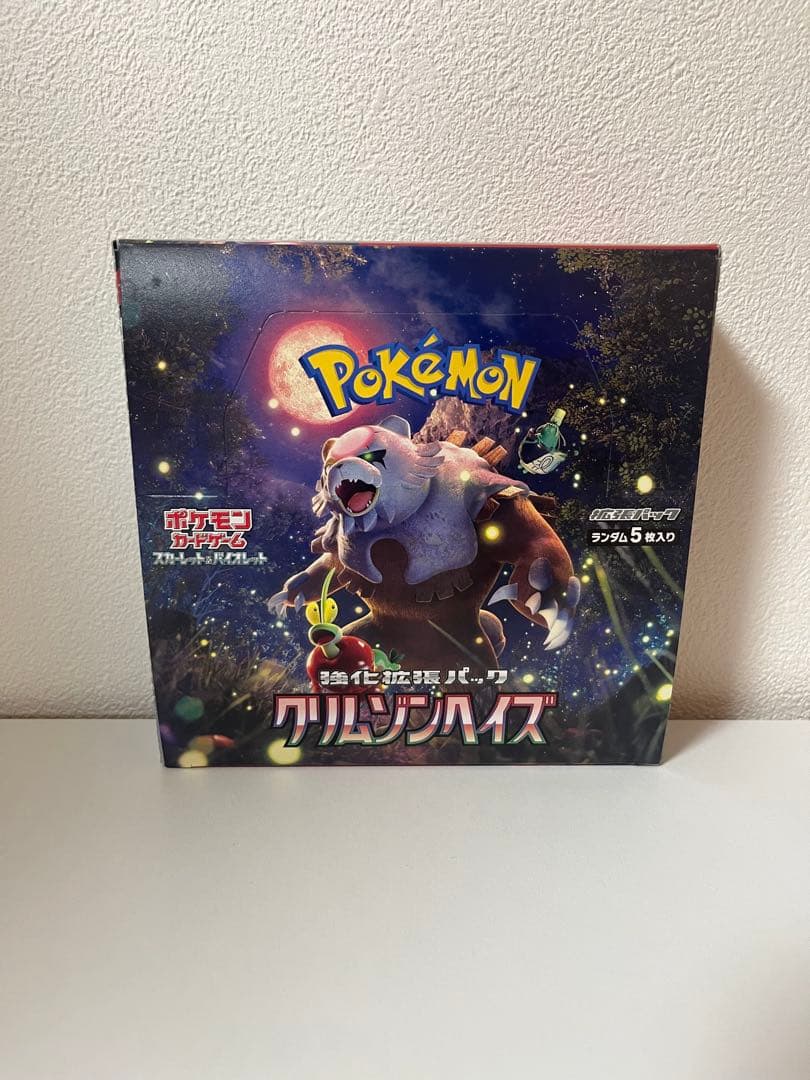 POKéMON
ポケモン
カードゲーム
スカーレット&バイオレット
拡張パック
ランダム5枚入り
強化拡張パック
クリムゾンヘイズ